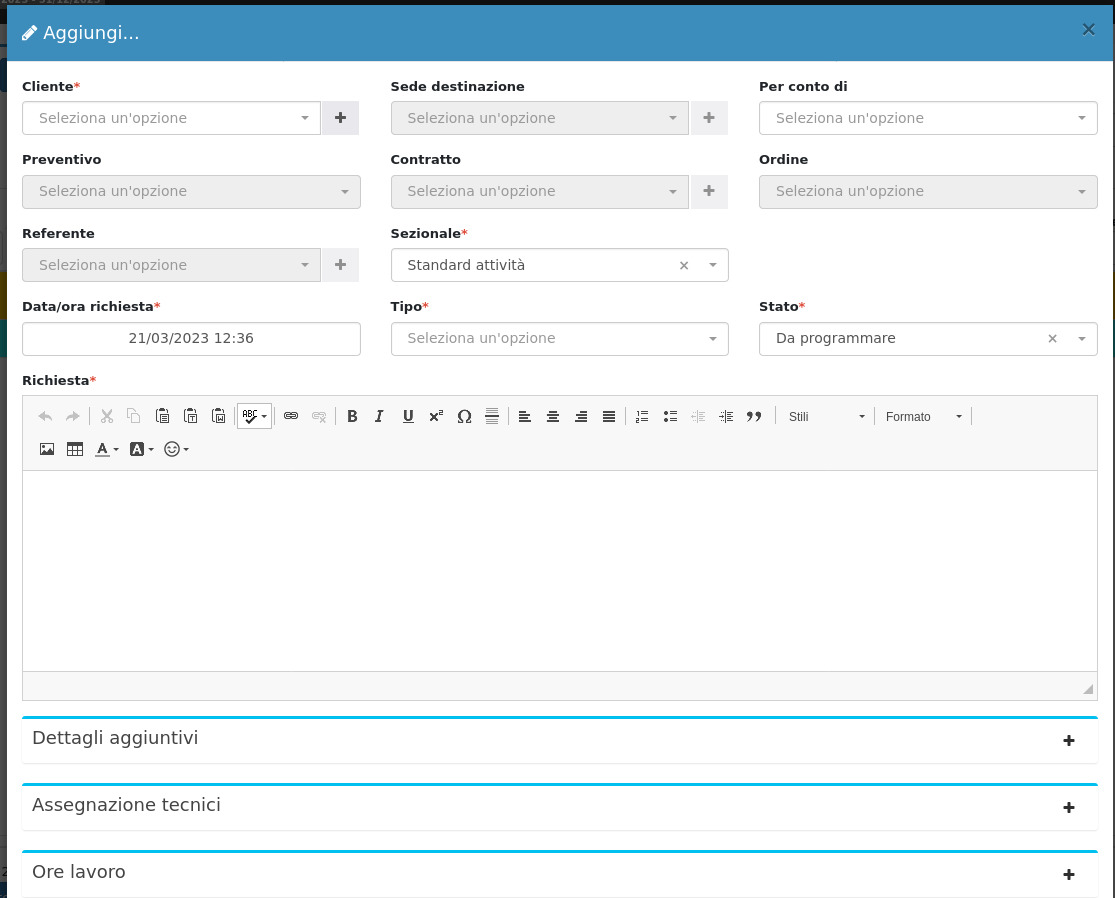 Aggiungi...
Cliente* Sede destinazione Per conto di
Seleziona un'opzione Seleziona un'opzione Seleziona un'opzione
Preventivo Contratto Ordine
Seleziona un'opzione Seleziona un'opzione Seleziona un'opzione
Referente Sezionale*
Seleziona un'opzione Standard attività
Data/ora richiesta* Tipo* Stato*
21/03/2023 12:36 Seleziona un'opzione Da programmare
Richiesta*
Stili Formato
Dettagli aggiuntivi
Assegnazione tecnici
Ore lavoro